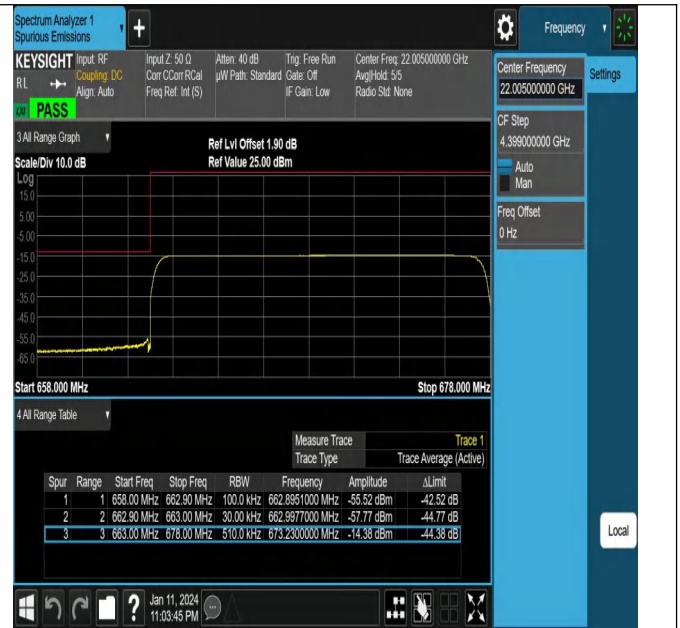 Spectrum Analyzer 1
Spurious Emissions
+
Frequency
KEYSIGHT
RL
PASS
Input: RF
Coupling: DC
Align: Auto
Input Z: 50 Ω
Corr CCorr RCal
Freq Ref: Int (S)
Atten: 40 dB
µW Path: Standard
Trig: Free Run
Gate: Off
IF Gain: Low
Center Freq: 22.005000000 GHz
Avg|Hold: 5/5
Radio Std: None
Center Frequency
22.005000000 GHz
Settings
CF Step
4.399000000 GHz
Auto
Man
Freq Offset
0 Hz
Local
3 All Range Graph
Ref Lvl Offset 1.90 dB
Scale/Div 10.0 dB
Ref Value 25.00 dBm
Log
15.0
5.00
-5.00
-15.0
-25.0
-35.0
-45.0
-55.0
-65.0
Start 658.000 MHz
Stop 678.000 MHz
4 All Range Table
Measure Trace Trace 1
Trace Type Trace Average (Active)
Spur Range Start Freq Stop Freq RBW Frequency Amplitude ΔLimit
1 1 658.00 MHz 662.90 MHz 100.0 kHz 662.8951000 MHz -55.52 dBm -42.52 dB
2 2 662.90 MHz 663.00 MHz 30.00 kHz 662.9977000 MHz -57.77 dBm -44.77 dB
3 3 663.00 MHz 678.00 MHz 510.0 kHz 673.2300000 MHz -14.38 dBm -44.38 dB
?
Jan 11, 2024
11:03:45 PM